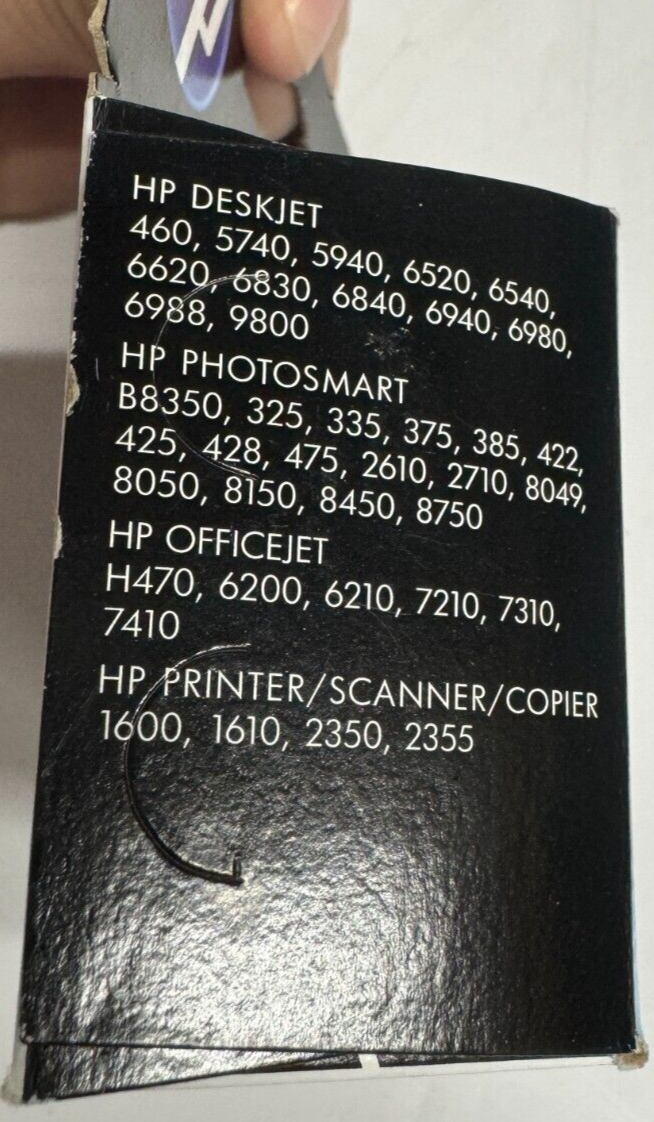 HP DESKJET
460, 5740, 5940, 6520, 6540,
6620, 6830, 6840, 6940, 6980,
6988, 9800
HP PHOTOSMART
B8350, 325, 335, 375, 385, 422,
425, 428, 475, 2610, 2710, 8049,
8050, 8150, 8450, 8750
HP OFFICEJET
H470, 6200, 6210, 7210, 7310,
7410
HP PRINTER/SCANNER/COPIER
1600, 1610, 2350, 2355